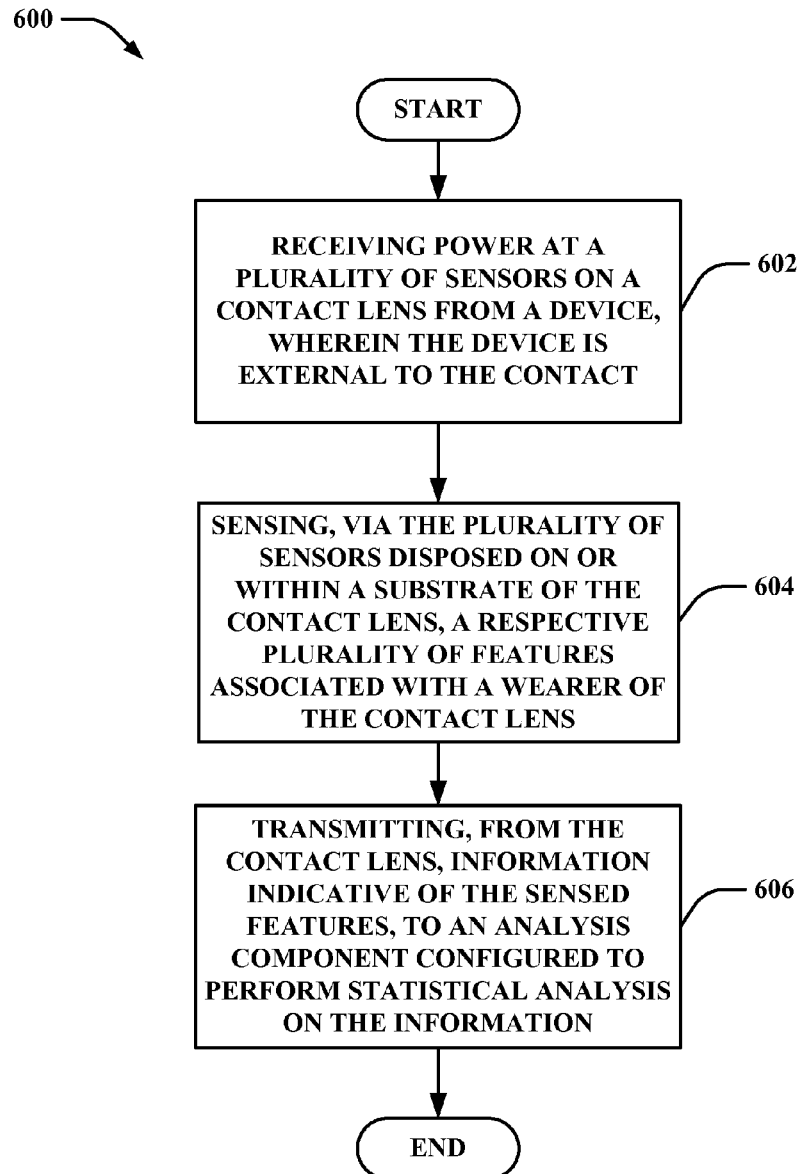 600
START
RECEIVING POWER AT A
PLURALITY OF SENSORS ON A
CONTACT LENS FROM A DEVICE,
WHEREIN THE DEVICE IS
EXTERNAL TO THE CONTACT
602
SENSING, VIA THE PLURALITY OF
SENSORS DISPOSED ON OR
WITHIN A SUBSTRATE OF THE
CONTACT LENS, A RESPECTIVE
PLURALITY OF FEATURES
ASSOCIATED WITH A WEARER OF
THE CONTACT LENS
604
TRANSMITTING, FROM THE
CONTACT LENS, INFORMATION
INDICATIVE OF THE SENSED
FEATURES, TO AN ANALYSIS
COMPONENT CONFIGURED TO
PERFORM STATISTICAL ANALYSIS
ON THE INFORMATION
606
END